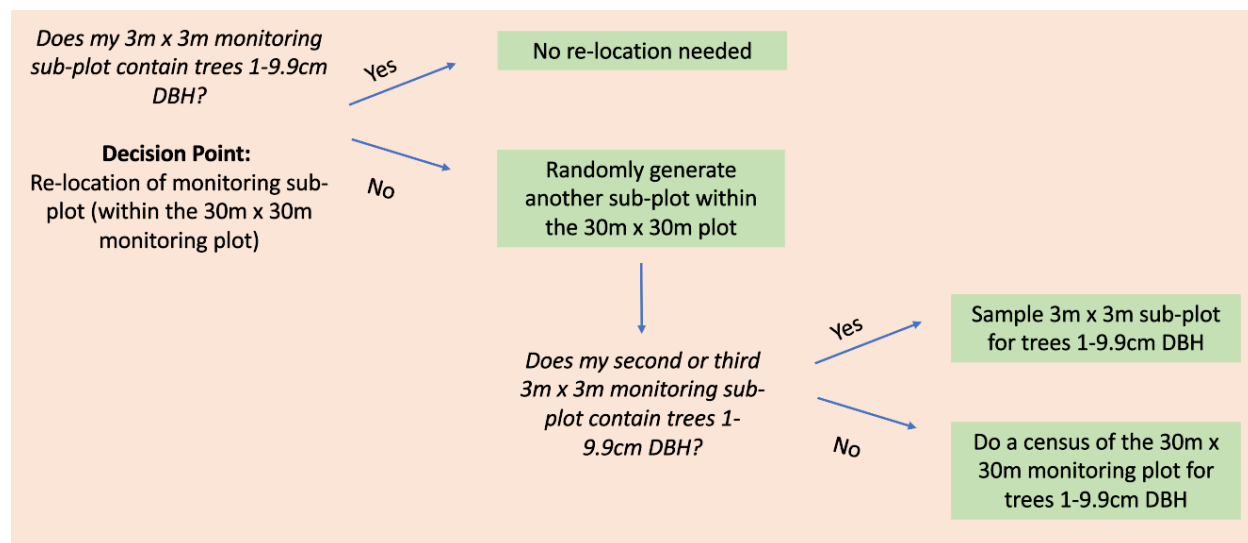 Does my 3m x 3m monitoring
sub-plot contain trees 1-9.9cm
DBH?
Decision Point:
Re-location of monitoring sub-
plot (within the 30m x 30m
monitoring plot)
Yes
No
No re-location needed
Randomly generate
another sub-plot within
the 30m x 30m plot
Does my second or third
3m x 3m monitoring sub-
plot contain trees 1-
9.9cm DBH?
Yes
No
Sample 3m x 3m sub-plot
for trees 1-9.9cm DBH
Do a census of the 30m x
30m monitoring plot for
trees 1-9.9cm DBH